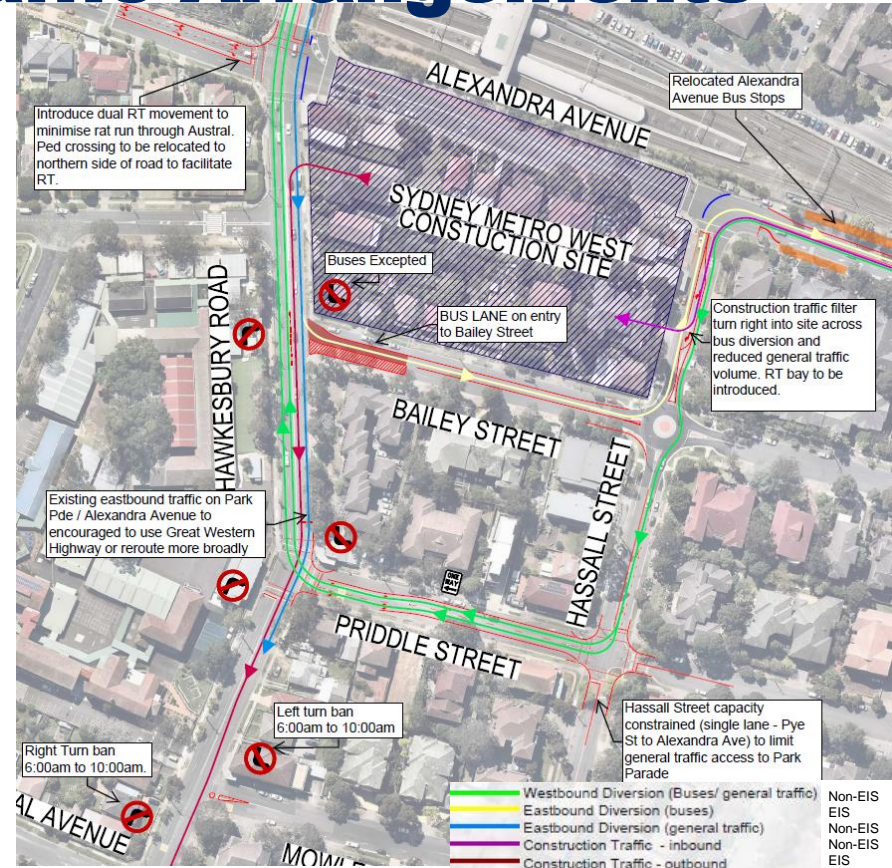 ALEXANDRA AVENUE
Relocated Alexandra
Avenue Bus Stops
Introduce dual RT movement to
minimise rat run through Austral.
Ped crossing to be relocated to
northern side of road to facilitate
RT.
SYDNEY METRO WEST
CONSTUCTION SITE
Buses Excepted
HAWKESBURY ROAD
BUS LANE on entry
to Bailey Street
Construction traffic filter
turn right into site across
bus diversion and
reduced general traffic
volume. RT bay to be
introduced.
BAILEY STREET
HASSALL STREET
Existing eastbound traffic on Park
Pde / Alexandra Avenue to
encouraged to use Great Western
Highway or reroute more broadly
ONE
WAY
PRIDDLE STREET
Left turn ban
6:00am to 10:00am
Hassall Street capacity
constrained (single lane - Pye
St to Alexandra Ave) to limit
general traffic access to Park
Parade
Right Turn ban
6:00am to 10:00am.
AL AVENUE
MOWLE
Westbound Diversion (Buses/ general traffic) Non-EIS
Eastbound Diversion (buses) EIS
Eastbound Diversion (general traffic) Non-EIS
Construction Traffic - inbound Non-EIS
Construction Traffic - outbound EIS